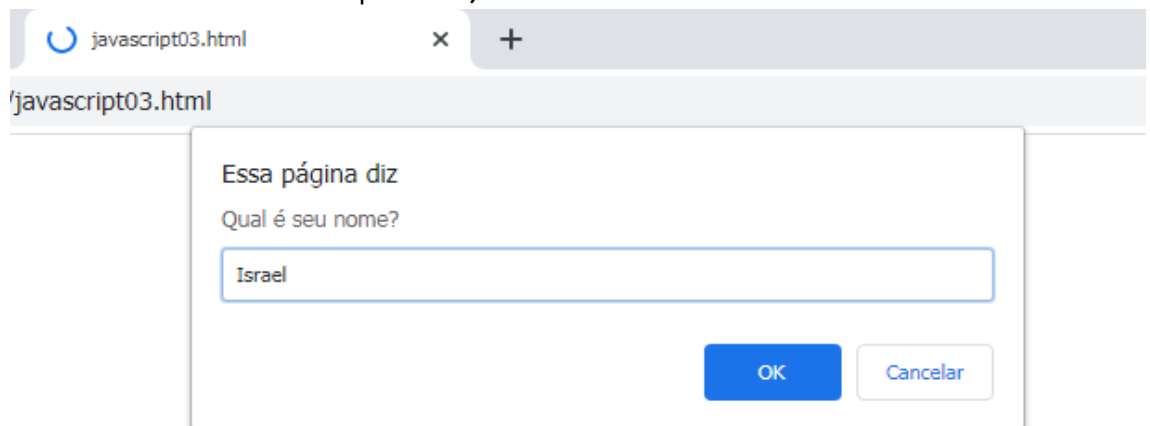 javascript03.html
/javascript03.html
Essa página diz
Qual é seu nome?
Israel
OK
Cancelar